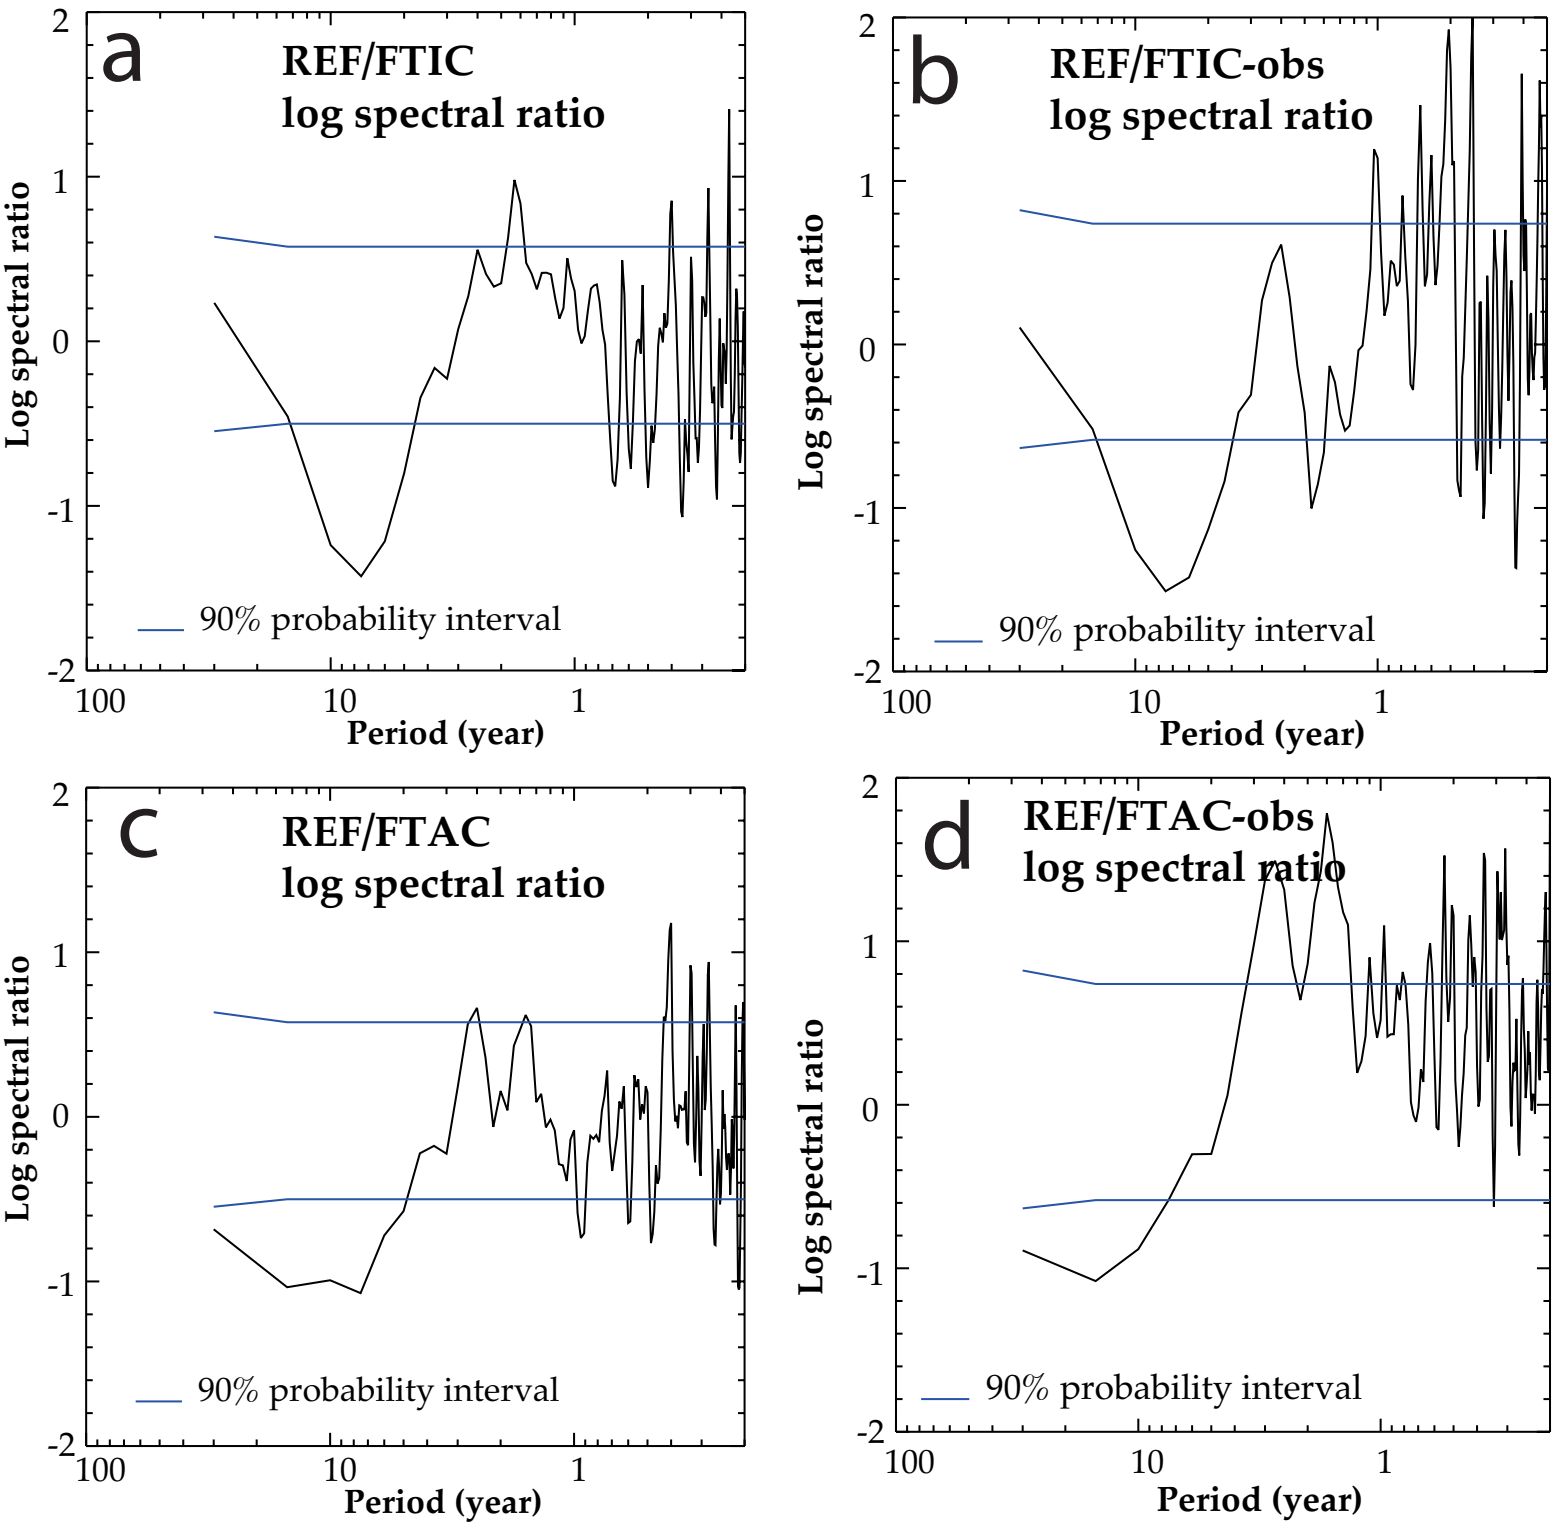 a
REF/FTIC
log spectral ratio
2
1
0
-1
-2
Log spectral ratio
90% probability interval
100 10 1
Period (year)
b
REF/FTIC-obs
log spectral ratio
2
1
0
-1
-2
Log spectral ratio
90% probability interval
100 10 1
Period (year)
c
REF/FTAC
log spectral ratio
2
1
0
-1
-2
Log spectral ratio
90% probability interval
100 10 1
Period (year)
d
REF/FTAC-obs
log spectral ratio
2
1
0
-1
-2
Log spectral ratio
90% probability interval
100 10 1
Period (year)